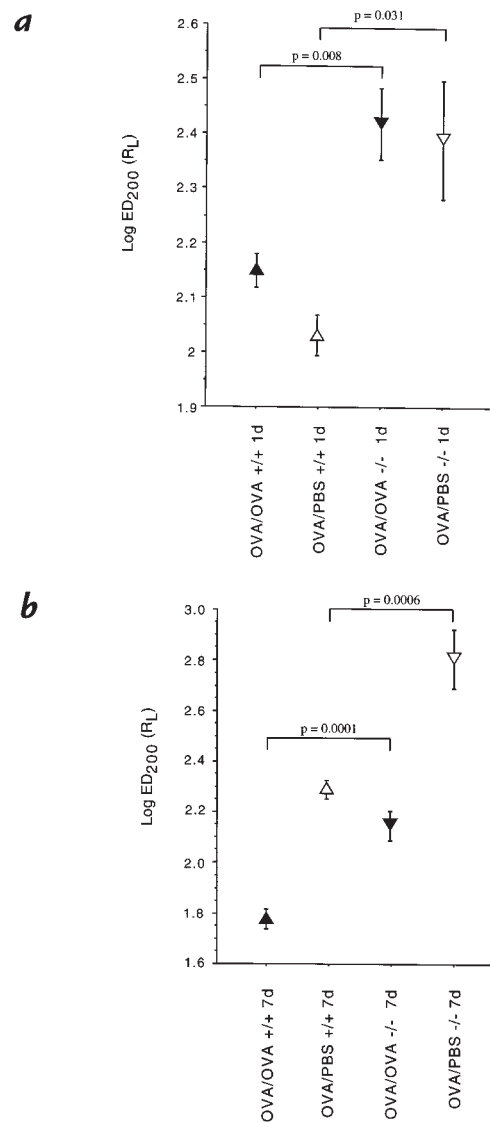 a
p = 0.031
p = 0.008
Log ED200 (RL)
2.6
2.5
2.4
2.3
2.2
2.1
2
1.9
OVA/OVA +/+ 1d
OVA/PBS +/+ 1d
OVA/OVA -/- 1d
OVA/PBS -/- 1d
b
p = 0.0006
p = 0.0001
Log ED200 (RL)
3.0
2.8
2.6
2.4
2.2
2.0
1.8
1.6
OVA/OVA +/+ 7d
OVA/PBS +/+ 7d
OVA/OVA -/- 7d
OVA/PBS -/- 7d